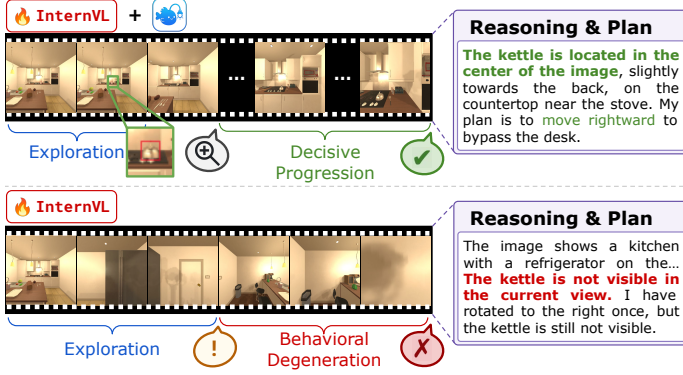 InternVL +
Reasoning & Plan
The kettle is located in the
center of the image, slightly
towards the back, on the
countertop near the stove. My
plan is to move rightward to
bypass the desk.
... ...
Exploration
Decisive
Progression
InternVL
Reasoning & Plan
The image shows a kitchen
with a refrigerator on the…
The kettle is not visible in
the current view. I have
rotated to the right once, but
the kettle is still not visible.
Exploration
!
Behavioral
Degeneration